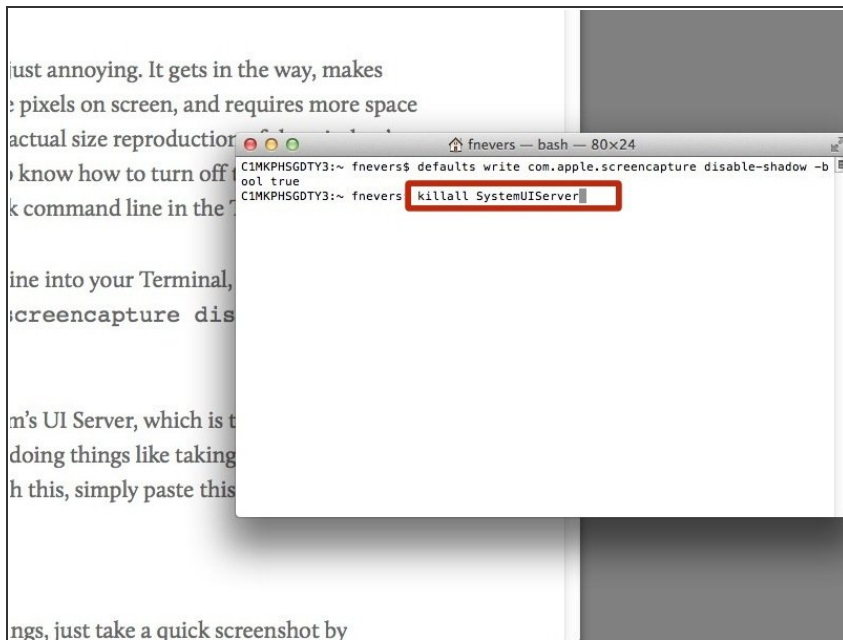 just annoying. It gets in the way, makes
pixels on screen, and requires more space
actual size reproduction
know how to turn off
command line in the
ine into your Terminal,
screencapture dis
m's UI Server, which is
doing things like taking
h this, simply paste this
ngs, just take a quick screenshot by
fnevers — bash — 80×24
C1MKPHSGDTY3:~ fnevers$ defaults write com.apple.screencapture disable-shadow -b
ool true
C1MKPHSGDTY3:~ fnevers killall SystemUIServer